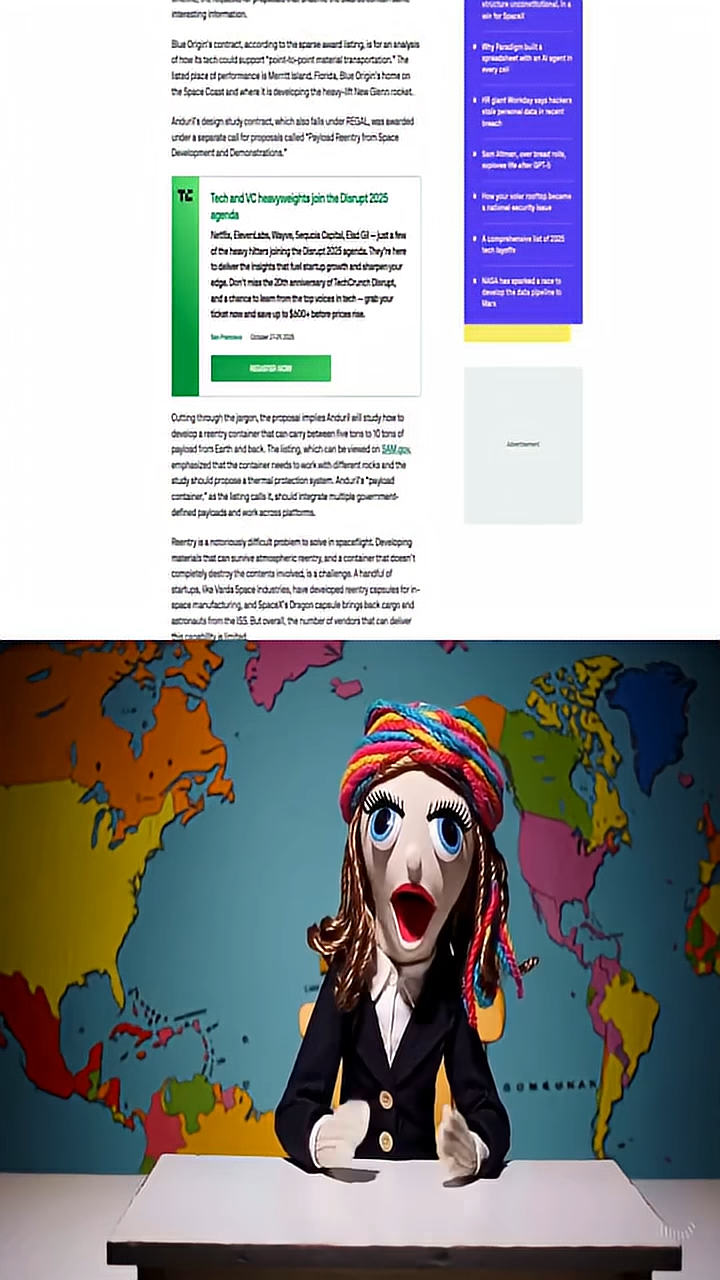 interesting information.
Blue Origin's contract, according to the sparse award listing, is for an analysis
of how its tech could support "point-to-point material transportation." The
listed place of performance is Merritt Island, Florida, Blue Origin's home on
the Space Coast and where it is developing the heavy-lift New Glenn rocket.
Anduril's design study contract, which also falls under REGAL, was awarded
under a separate call for proposals called "Payload Reentry from Space
Development and Demonstrations."
TC
Tech and VC heavyweights join the Disrupt 2025
agenda
Netflix, ElevenLabs, Wayve, Sequoia Capital, Elad Gil — just a few
of the heavy hitters joining the Disrupt 2025 agenda. They're here
to deliver the insights that fuel startup growth and sharpen your
edge. Don't miss the 20th anniversary of TechCrunch Disrupt,
and a chance to learn from the top voices in tech — grab your
ticket now and save up to $600+ before prices rise.
San Francisco October 27-29, 2025
REGISTER NOW
Cutting through the jargon, the proposal implies Anduril will study how to
develop a reentry container that can carry between five tons to 10 tons of
payload from Earth and back. The listing, which can be viewed on SAM.gov,
emphasized that the container needs to work with different rocks and the
study should propose a thermal protection system. Anduril's "payload
container," as the listing calls it, should integrate multiple government-
defined payloads and work across platforms.
Reentry is a notoriously difficult problem to solve in spaceflight. Developing
materials that can survive atmospheric reentry, and a container that doesn't
completely destroy the contents involved, is a challenge. A handful of
startups, like Varda Space Industries, have developed reentry capsules for in-
space manufacturing, and SpaceX's Dragon capsule brings back cargo and
astronauts from the ISS. But overall, the number of vendors that can deliver
this capability is limited.
structure unconstitutional, in a
win for SpaceX
Why Paradigm built a
spreadsheet with an AI agent in
every cell
HR giant Workday says hackers
stole personal data in recent
breach
Sam Altman, over bread rolls,
explores life after GPT-5
How your solar rooftop became
a national security issue
A comprehensive list of 2025
tech layoffs
NASA has sparked a race to
develop the data pipeline to
Mars
Advertisement